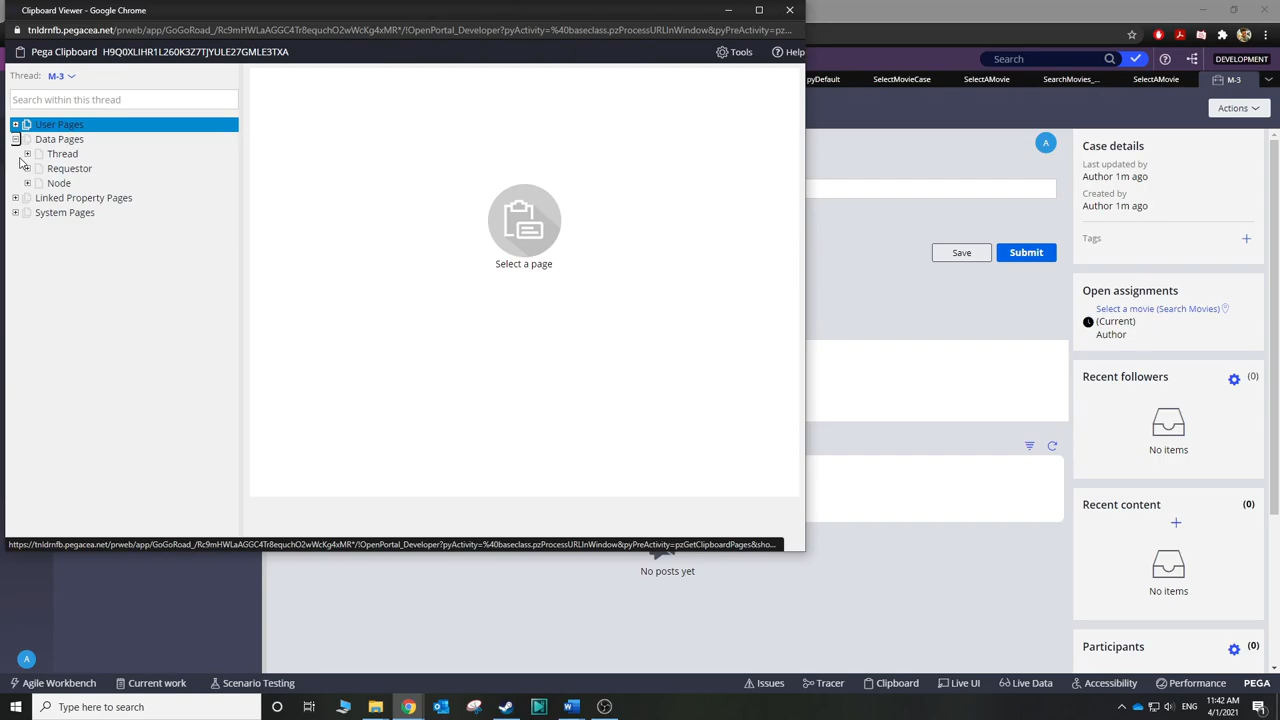 Clipboard Viewer - Google Chrome
tnldrnfb.pegacea.net/prweb/app/GoGoRoad_/Rc9mHWLaAGGC4Tr8equchO2wWcKg4xMR*/!OpenPortal_Developer?pyActivity=%40baseclass.pzProcessURLInWindow&pyPreActivity=pz...
Pega Clipboard H9Q0XLIHR1L260K3Z7TJYULE27GMLE3TXA
Tools
Help
Search
DEVELOPMENT
Thread: M-3
pyDefault
SelectMovieCase
SelectAMovie
SearchMovies_...
SelectAMovie
M-3
Search within this thread
Actions
User Pages
Data Pages
Thread
Requestor
Node
Linked Property Pages
System Pages
Select a page
A
Save
Submit
Case details
Last updated by
Author 1m ago
Created by
Author 1m ago
Tags
Open assignments
Select a movie (Search Movies)
(Current)
Author
Recent followers
(0)
No items
Recent content
(0)
No items
Participants
(0)
https://tnldrnfb.pegacea.net/prweb/app/GoGoRoad_/Rc9mHWLaAGGC4Tr8equchO2wWcKg4xMR*/!OpenPortal_Developer?pyActivity=%40baseclass.pzProcessURLInWindow&pyPreActivity=pzGetClipboardPages&sho...
No posts yet
A
Agile Workbench
Current work
Scenario Testing
Issues
Tracer
Clipboard
Live UI
Live Data
Accessibility
Performance
PEGA
Type here to search
ENG
11:42 AM
4/1/2021